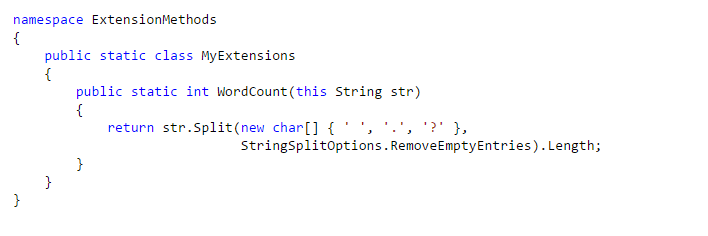 namespace ExtensionMethods
{
    public static class MyExtensions
    {
        public static int WordCount(this String str)
        {
            return str.Split(new char[] { ' ', '.', '?' },
                             StringSplitOptions.RemoveEmptyEntries).Length;
        }
    }
}